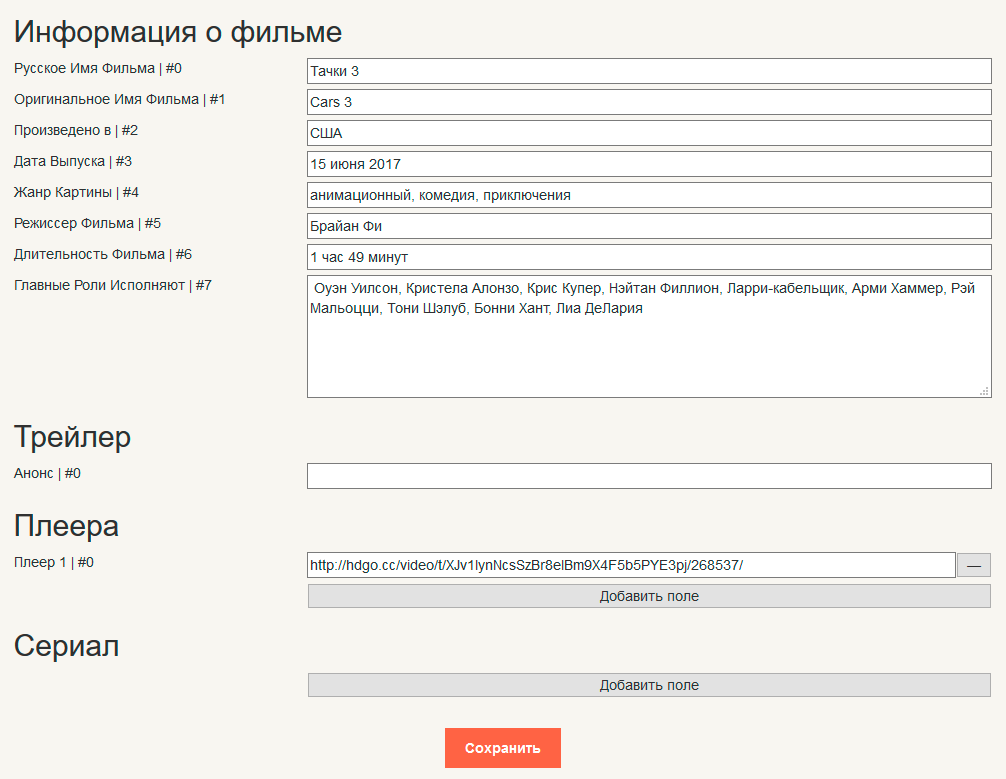 Информация о фильме
Русское Имя Фильма | #0
Тачки 3
Оригинальное Имя Фильма | #1
Cars 3
Произведено в | #2
США
Дата Выпуска | #3
15 июня 2017
Жанр Картины | #4
анимационный, комедия, приключения
Режиссер Фильма | #5
Брайан Фи
Длительность Фильма | #6
1 час 49 минут
Главные Роли Исполняют | #7
Оуэн Уилсон, Кристела Алонзо, Крис Купер, Нэйтан Филлион, Ларри-кабельщик, Арми Хаммер, Рэй
Мальоцци, Тони Шэлуб, Бонни Хант, Лиа ДеЛария
Трейлер
Анонс | #0
Плеера
Плеер 1 | #0
http://hdgo.cc/video/t/XJv1lynNcsSzBr8elBm9X4F5b5PYE3pj/268537/
—
Добавить поле
Сериал
Добавить поле
Сохранить